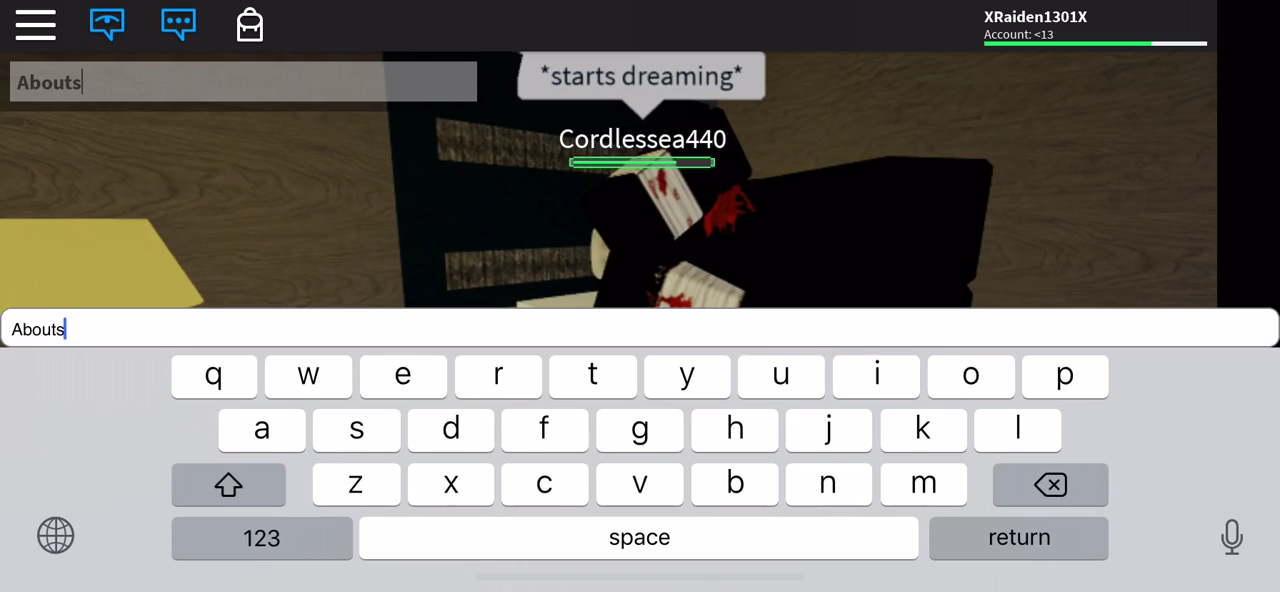 XRaiden1301X
Account: <13
Abouts
*starts dreaming*
Cordlessea440
Abouts
q w e r t y u i o p
a s d f g h j k l
z x c v b n m
123 space return